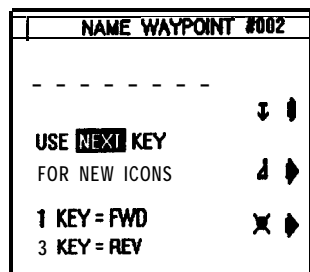 NAME WAYPOINT #002
- - - - - - - -
USE NEXT KEY
FOR NEW ICONS
1 KEY = FWD
3 KEY = REV